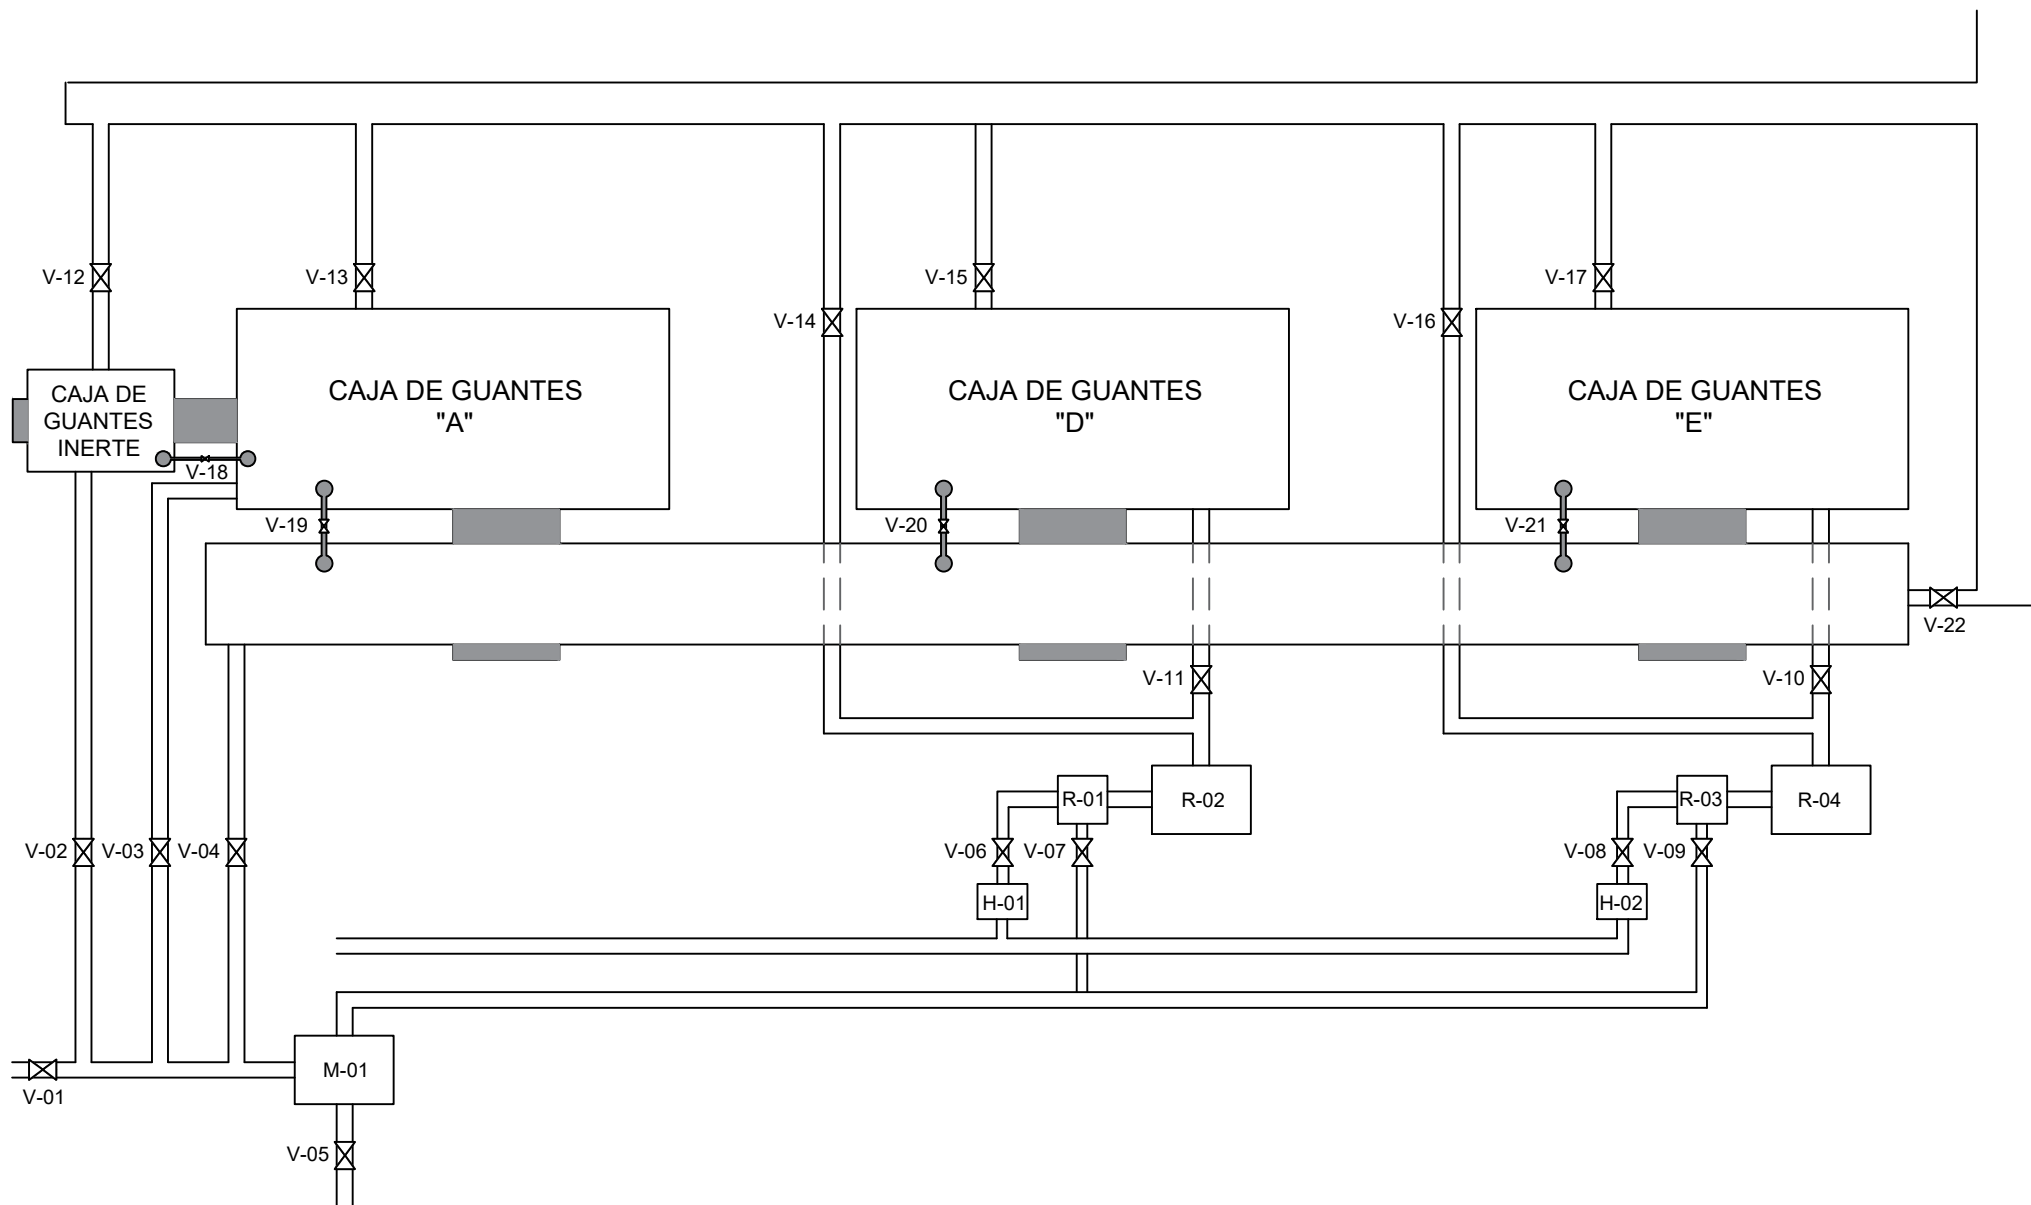 V-12
V-13
V-15
V-17
V-14
V-16
CAJA DE
GUANTES
INERTE
CAJA DE GUANTES
"A"
CAJA DE GUANTES
"D"
CAJA DE GUANTES
"E"
V-18
V-19
V-20
V-21
V-22
V-11
V-10
R-01
R-02
R-03
R-04
V-02
V-03
V-04
V-06
V-07
V-08
V-09
H-01
H-02
M-01
V-01
V-05